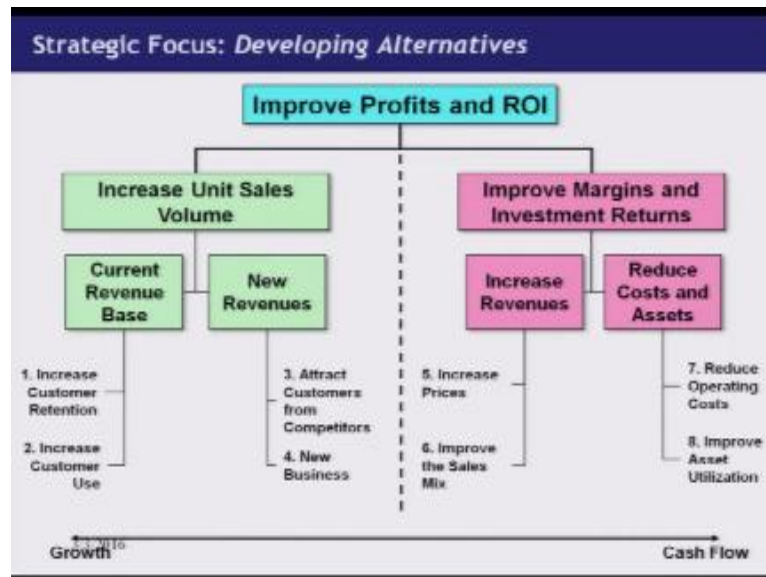 Strategic Focus: Developing Alternatives
Improve Profits and ROI
Increase Unit Sales
Volume
Improve Margins and
Investment Returns
Current
Revenue
Base
New
Revenues
Increase
Revenues
Reduce
Costs and
Assets
1. Increase
Customer
Retention
2. Increase
Customer
Use
3. Attract
Customers
from
Competitors
4. New
Business
5. Increase
Prices
6. Improve
the Sales
Mix
7. Reduce
Operating
Costs
8. Improve
Asset
Utilization
Growth
Cash Flow